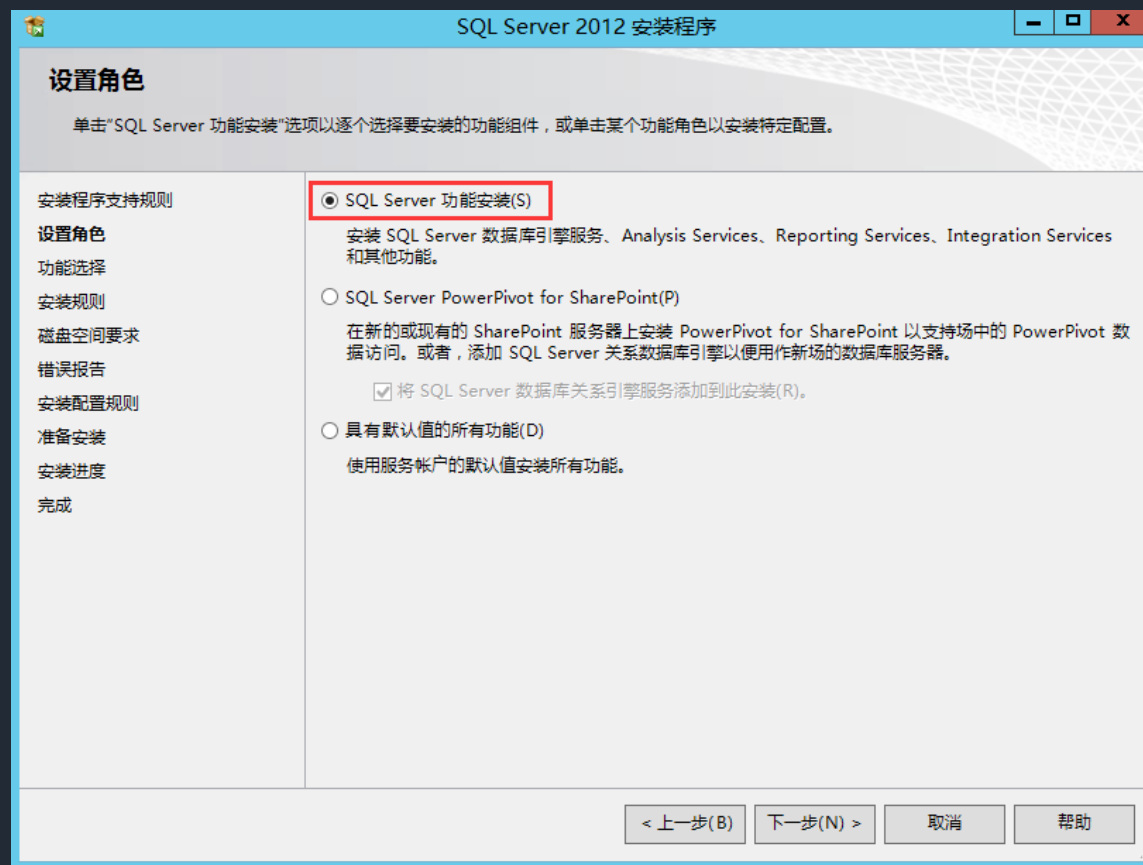 SQL Server 2012 安装程序
设置角色
单击"SQL Server 功能安装"选项以逐个选择要安装的功能组件，或单击某个功能角色以安装特定配置。
安装程序支持规则
设置角色
功能选择
安装规则
磁盘空间要求
错误报告
安装配置规则
准备安装
安装进度
完成
SQL Server 功能安装(S)
安装 SQL Server 数据库引擎服务、Analysis Services、Reporting Services、Integration Services
和其他功能。
SQL Server PowerPivot for SharePoint(P)
在新的或现有的 SharePoint 服务器上安装 PowerPivot for SharePoint 以支持场中的 PowerPivot 数
据访问。或者，添加 SQL Server 关系数据库引擎以便用作新场的数据库服务器。
将 SQL Server 数据库关系引擎服务添加到此安装(R)。
具有默认值的所有功能(D)
使用服务帐户的默认值安装所有功能。
< 上一步(B)
下一步(N) >
取消
帮助